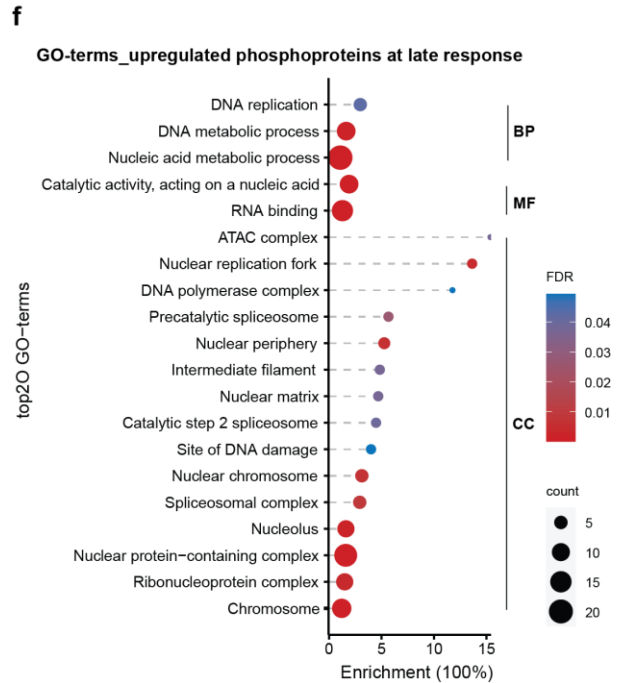 f
GO-terms_upregulated phosphoproteins at late response
DNA replication
DNA metabolic process
Nucleic acid metabolic process
BP
Catalytic activity, acting on a nucleic acid
RNA binding
MF
ATAC complex
Nuclear replication fork
DNA polymerase complex
Precatalytic spliceosome
Nuclear periphery
Intermediate filament
Nuclear matrix
Catalytic step 2 spliceosome
Site of DNA damage
Nuclear chromosome
Spliceosomal complex
Nucleolus
Nuclear protein−containing complex
Ribonucleoprotein complex
Chromosome
CC
top2O GO−terms
0 5 10 15
Enrichment (100%)
FDR
0.04
0.03
0.02
0.01
count
5
10
15
20